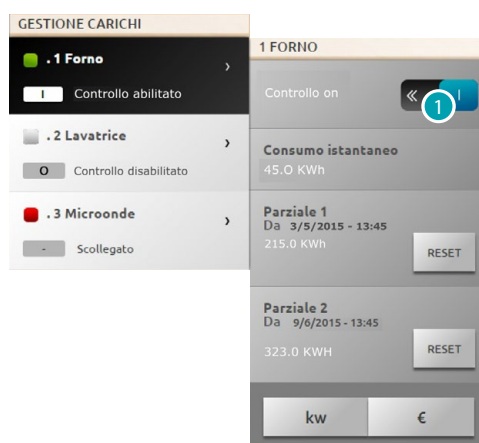 GESTIONE CARICHI
. 1 Forno
I Controllo abilitato
. 2 Lavatrice
O Controllo disabilitato
. 3 Microonde
- Scollegato
1 FORNO
Controllo on
« 1 I
Consumo istantaneo
45.O KWh
Parziale 1
Da 3/5/2015 - 13:45
215.0 KWh
RESET
Parziale 2
Da 9/6/2015 - 13:45
323.0 KWH
RESET
kw €